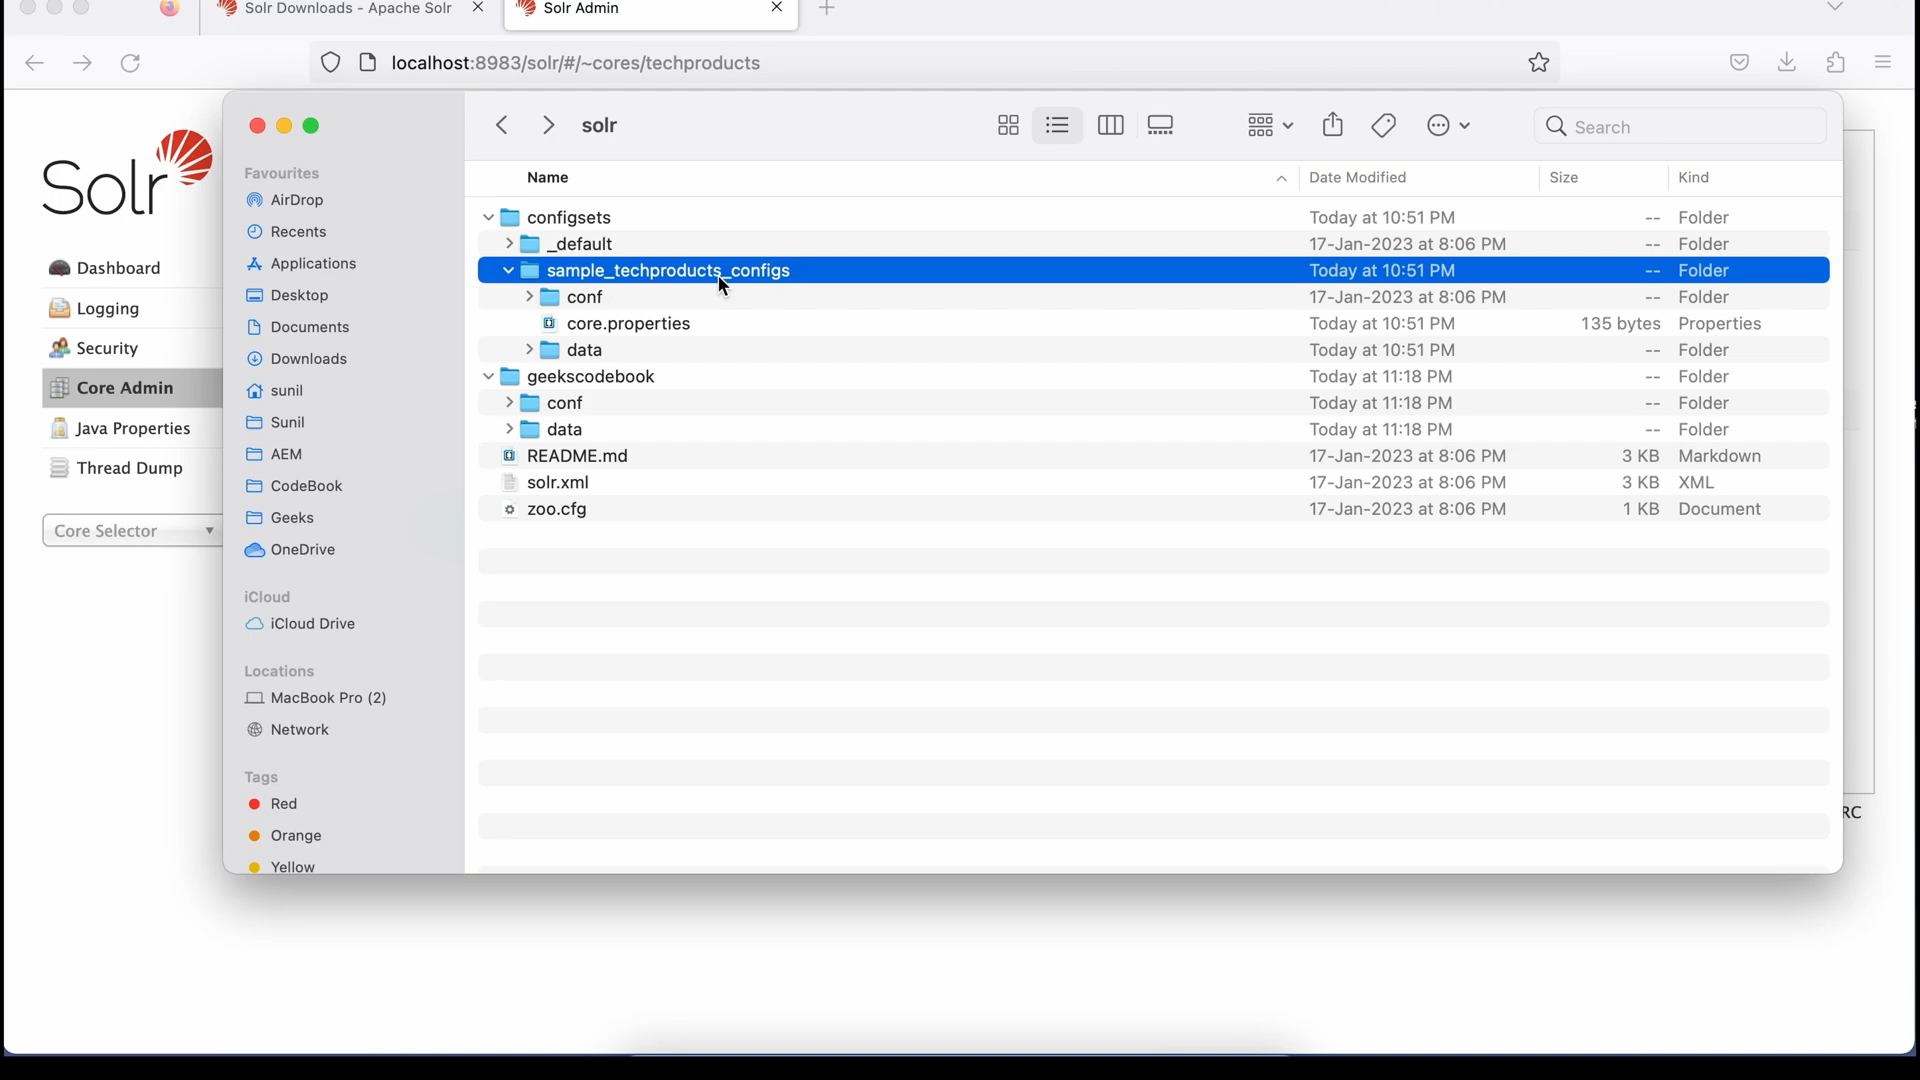 Solr Downloads - Apache Solr
Solr Admin
localhost:8983/solr/#/~cores/techproducts
Solr
Dashboard
Logging
Security
Core Admin
Java Properties
Thread Dump
Core Selector
Favourites
AirDrop
Recents
Applications
Desktop
Documents
Downloads
sunil
Sunil
AEM
CodeBook
Geeks
OneDrive
iCloud
iCloud Drive
Locations
MacBook Pro (2)
Network
Tags
Red
Orange
Yellow
solr
Search
Name Date Modified Size Kind
configsets Today at 10:51 PM -- Folder
_default 17-Jan-2023 at 8:06 PM -- Folder
sample_techproducts_configs Today at 10:51 PM -- Folder
conf 17-Jan-2023 at 8:06 PM -- Folder
core.properties Today at 10:51 PM 135 bytes Properties
data Today at 10:51 PM -- Folder
geekscodebook Today at 11:18 PM -- Folder
conf Today at 11:18 PM -- Folder
data Today at 11:18 PM -- Folder
README.md 17-Jan-2023 at 8:06 PM 3 KB Markdown
solr.xml 17-Jan-2023 at 8:06 PM 3 KB XML
zoo.cfg 17-Jan-2023 at 8:06 PM 1 KB Document
RC